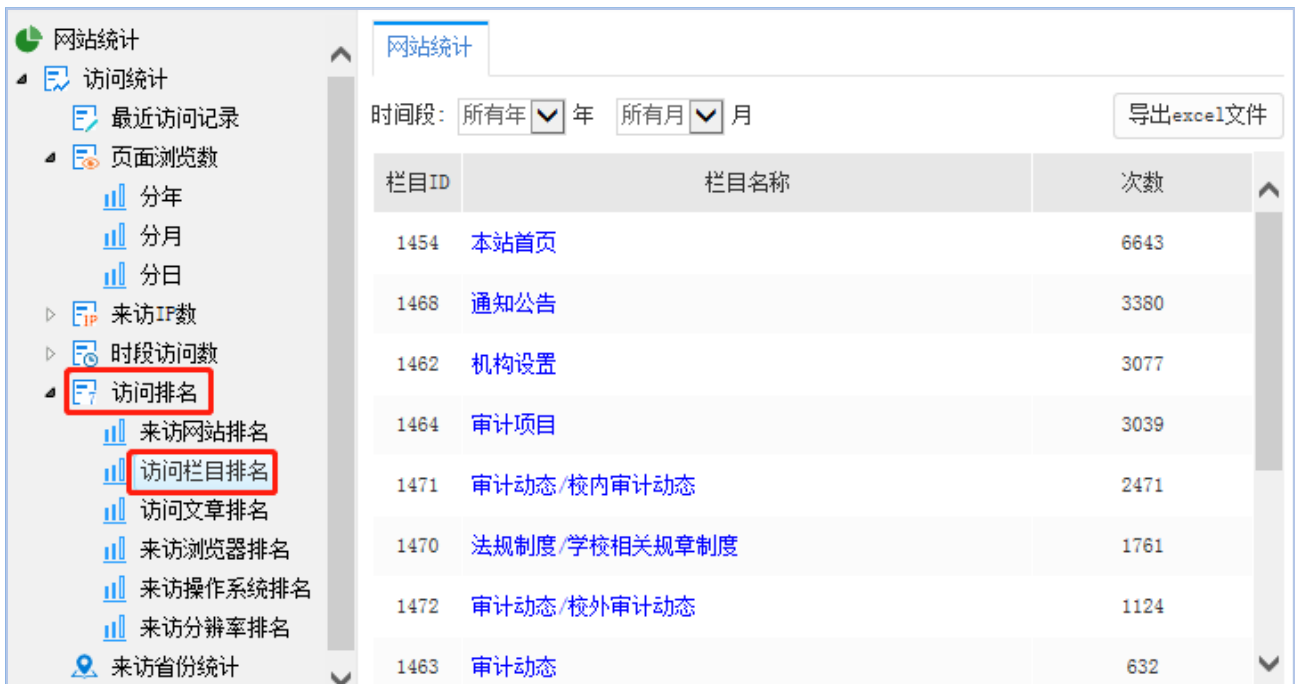 网站统计
访问统计
最近访问记录
页面浏览数
分年
分月
分日
来访IP数
时段访问数
访问排名
来访网站排名
访问栏目排名
访问文章排名
来访浏览器排名
来访操作系统排名
来访分辨率排名
来访省份统计
网站统计
时间段: 所有年 年 所有月 月 导出excel文件
栏目ID 栏目名称 次数
1454 本站首页 6643
1468 通知公告 3380
1462 机构设置 3077
1464 审计项目 3039
1471 审计动态/校内审计动态 2471
1470 法规制度/学校相关规章制度 1761
1472 审计动态/校外审计动态 1124
1463 审计动态 632